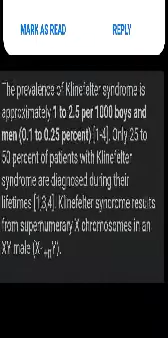 MARK AS READ REPLY
The prevalence of Klinefelter syndrome is
approximately 1 to 2.5 per 1000 boys and
men (0.1 to 0.25 percent) [1-4]. Only 25 to
50 percent of patients with Klinefelter
syndrome are diagnosed during their
lifetimes [1,3,4]. Klinefelter syndrome results
from supernumerary X chromosomes in an
XY male (X1+nY).